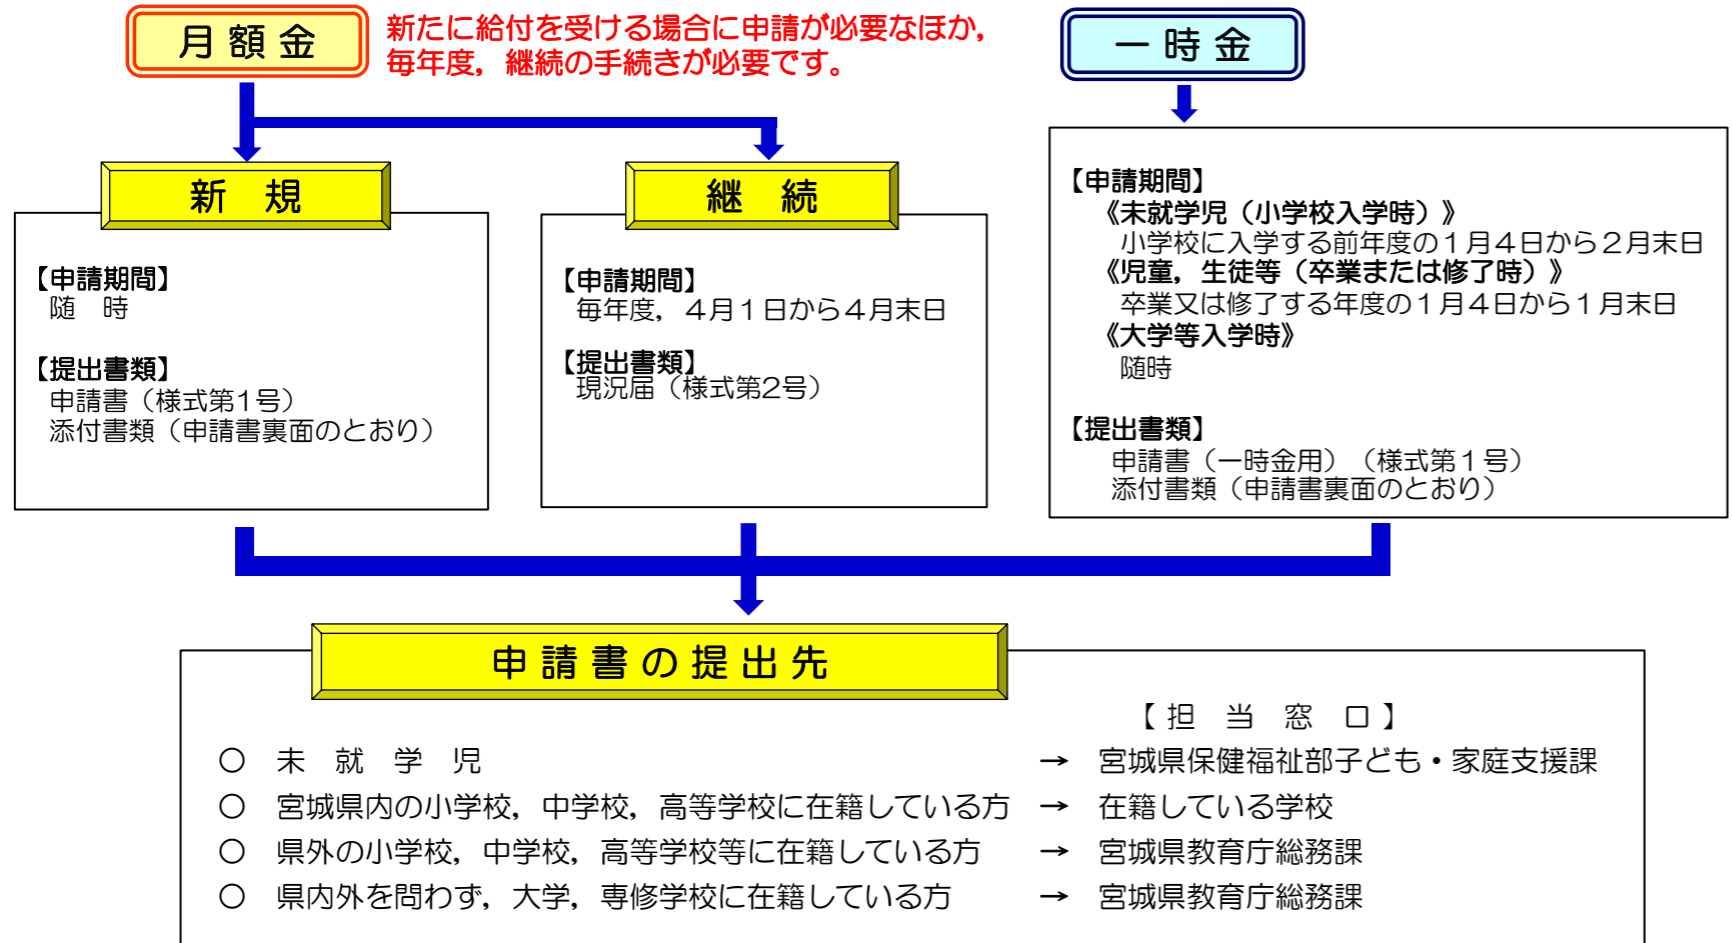 月額金
新たに給付を受ける場合に申請が必要なほか，
毎年度，継続の手続きが必要です。
一時金
新　規
【申請期間】
随　時
【提出書類】
申請書（様式第1号）
添付書類（申請書裏面のとおり）
継　続
【申請期間】
毎年度，４月１日から４月末日
【提出書類】
現況届（様式第2号）
【申請期間】
《未就学児（小学校入学時）》
小学校に入学する前年度の１月４日から２月末日
《児童，生徒等（卒業または修了時）》
卒業又は修了する年度の１月４日から１月末日
《大学等入学時》
随時
【提出書類】
申請書（一時金用）（様式第１号）
添付書類（申請書裏面のとおり）
申請書の提出先
【担　当　窓　口】
○　未　就　学　児　→　宮城県保健福祉部子ども・家庭支援課
○　宮城県内の小学校，中学校，高等学校に在籍している方　→　在籍している学校
○　県外の小学校，中学校，高等学校等に在籍している方　→　宮城県教育庁総務課
○　県内外を問わず，大学，専修学校に在籍している方　→　宮城県教育庁総務課